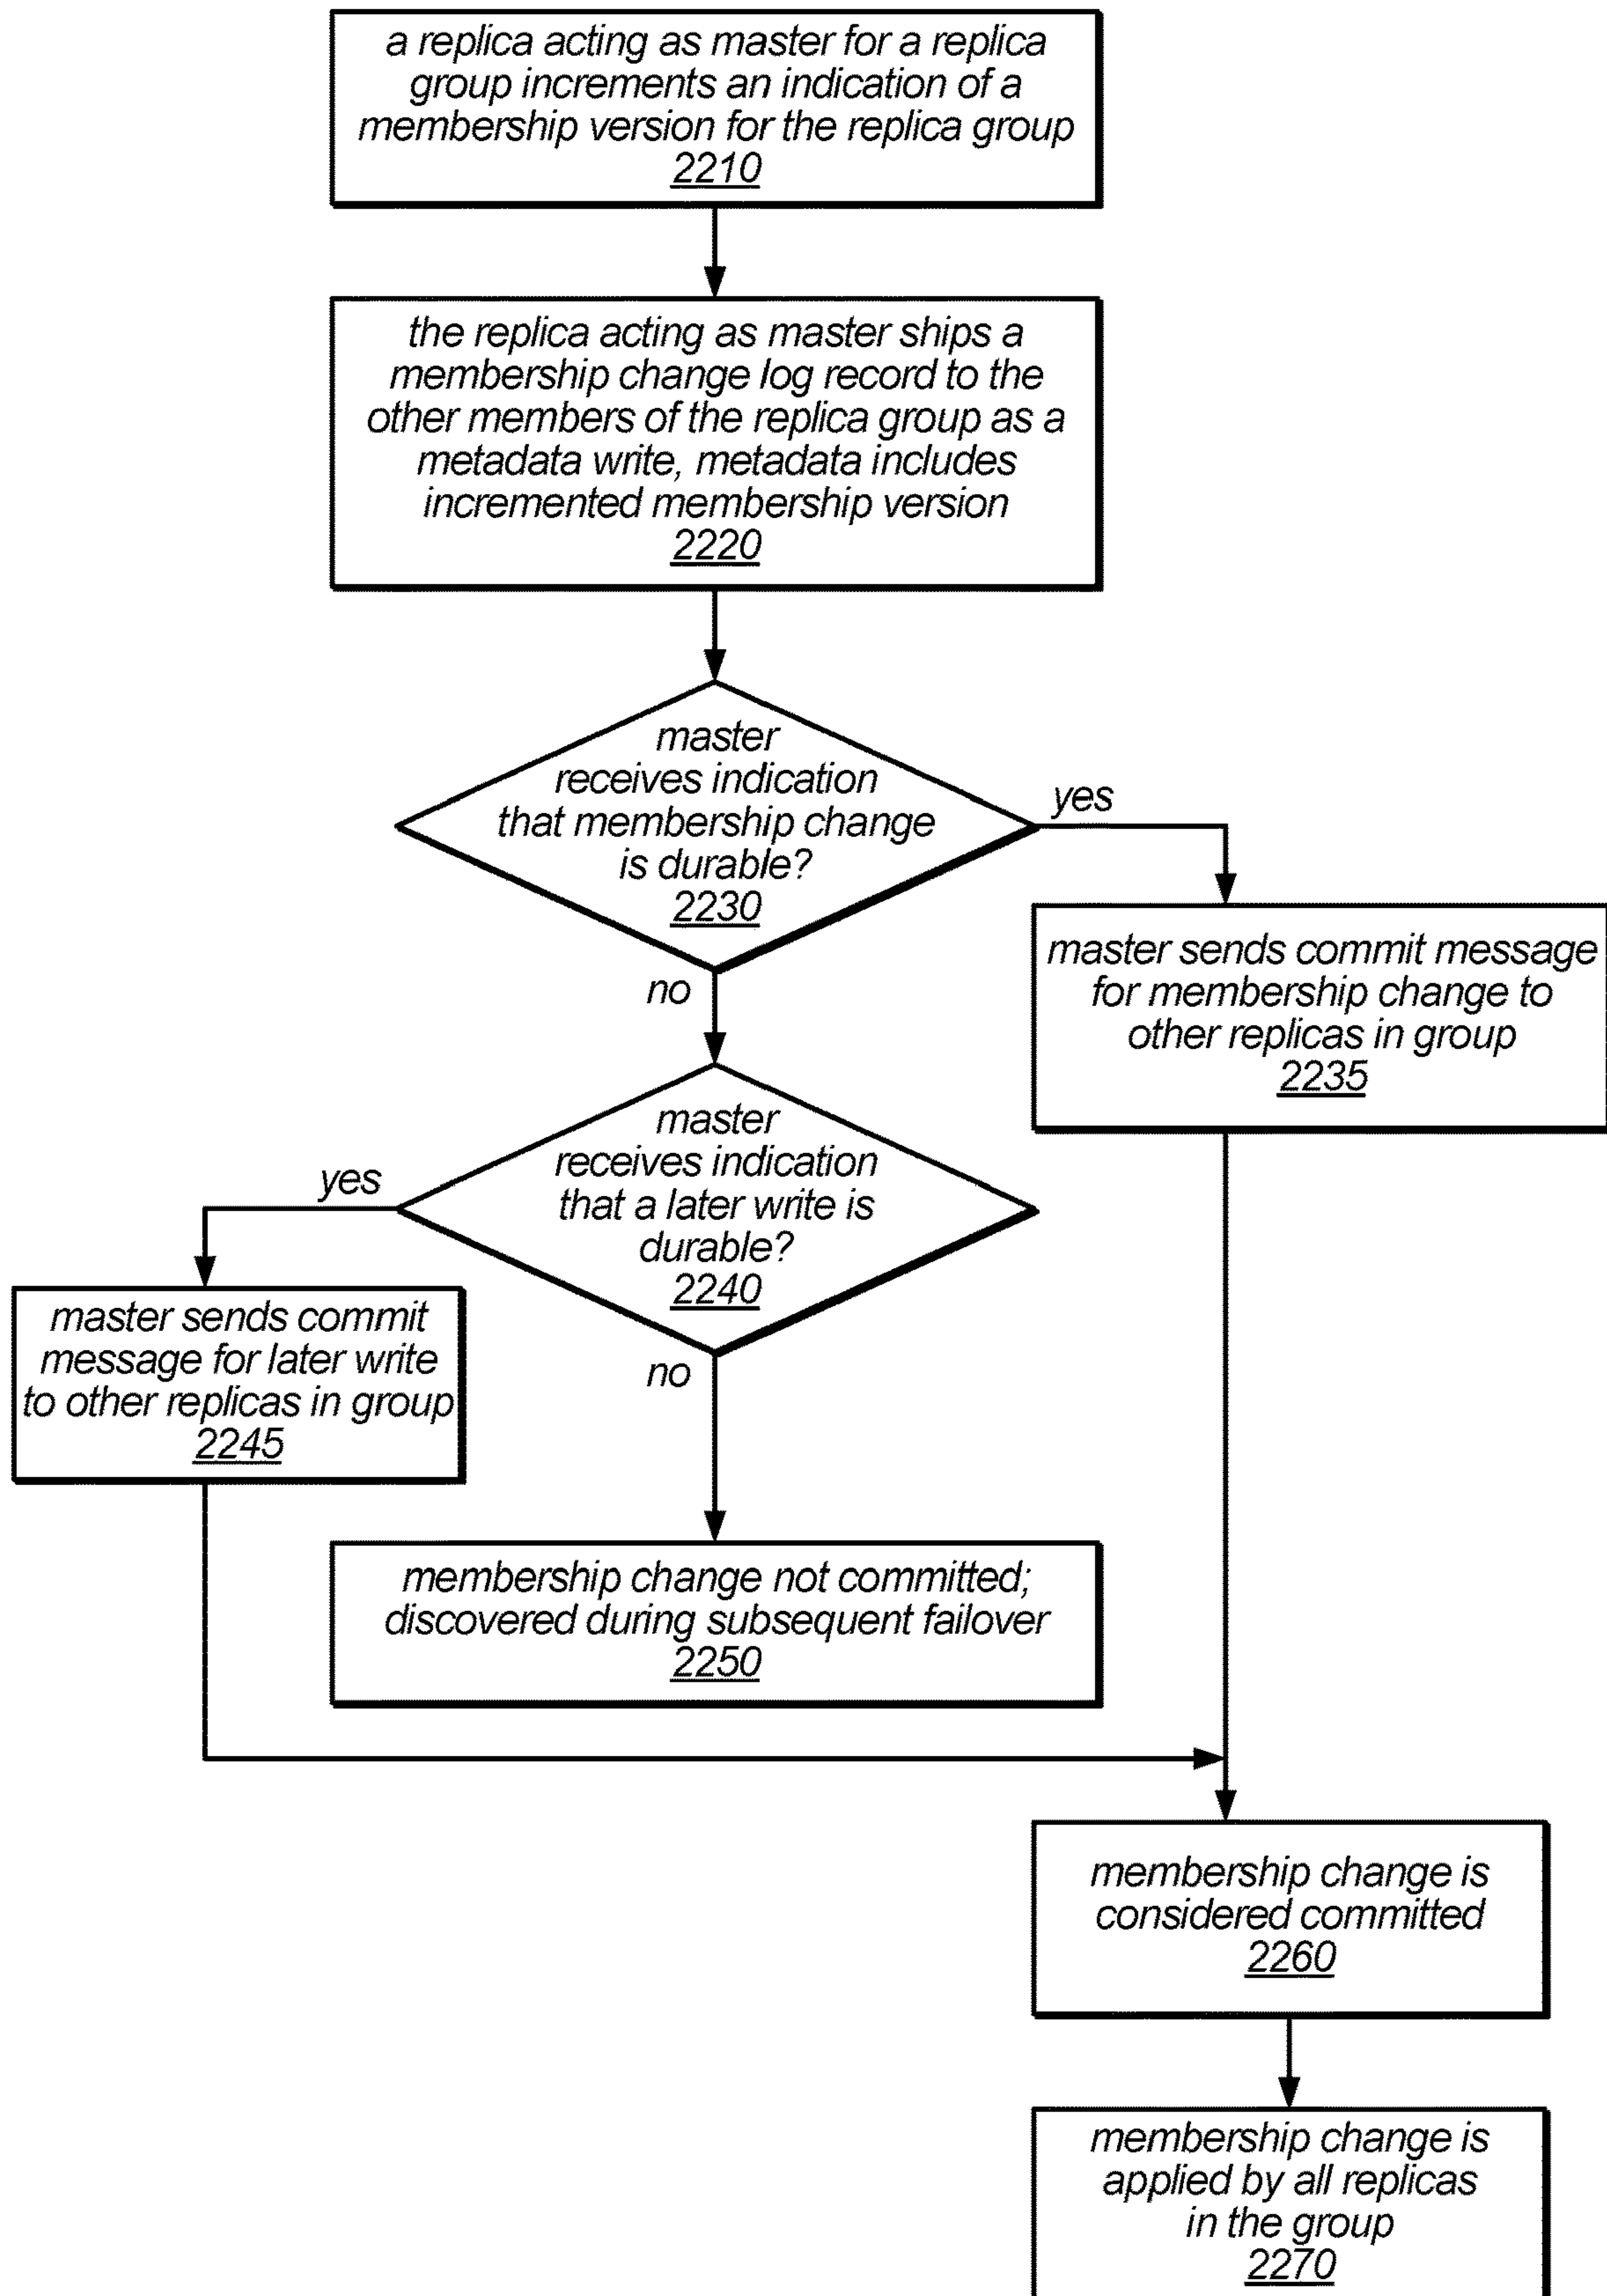 a replica acting as master for a replica
group increments an indication of a
membership version for the replica group
2210
the replica acting as master ships a
membership change log record to the
other members of the replica group as a
metadata write, metadata includes
incremented membership version
2220
master
receives indication
that membership change
is durable?
2230
yes
no
master sends commit message
for membership change to
other replicas in group
2235
master
receives indication
that a later write is
durable?
2240
yes
no
master sends commit
message for later write
to other replicas in group
2245
membership change not committed;
discovered during subsequent failover
2250
membership change is
considered committed
2260
membership change is
applied by all replicas
in the group
2270